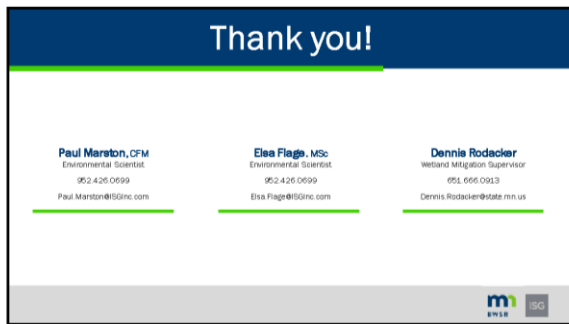 Thank you!
Paul Marston, CFM
Environmental Scientist
952.426.0699
Paul.Marston@ISGInc.com
Elsa Flage, MSc
Environmental Scientist
952.426.0699
Elsa.Flage@ISGInc.com
Dennis Rodacker
Wetland Mitigation Supervisor
651.666.0913
Dennis.Rodacker@state.mn.us
mn
BWSR
ISG